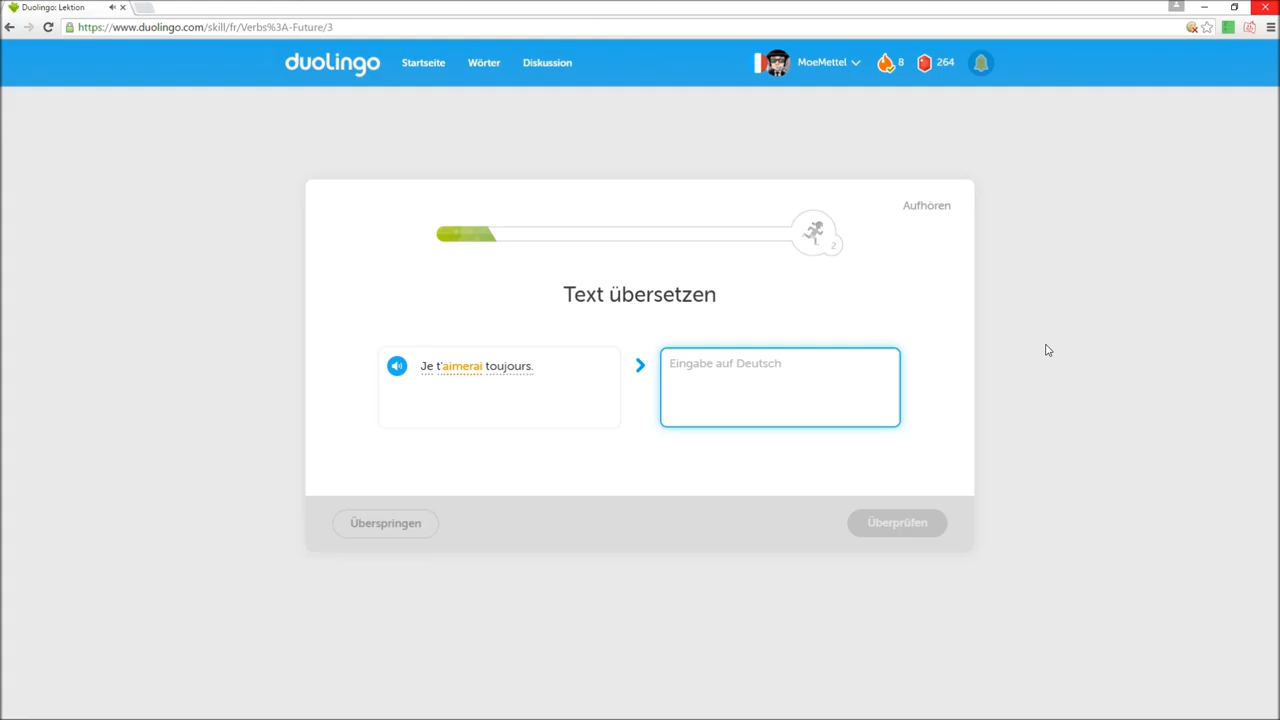 Duolingo: Lektion
https://www.duolingo.com/skill/fr/Verbs%3A-Future/3
duolingo Startseite Wörter Diskussion MoeMettel 8 264
Aufhören
2
Text übersetzen
Je t'aimerai toujours. Eingabe auf Deutsch
Überspringen Überprüfen